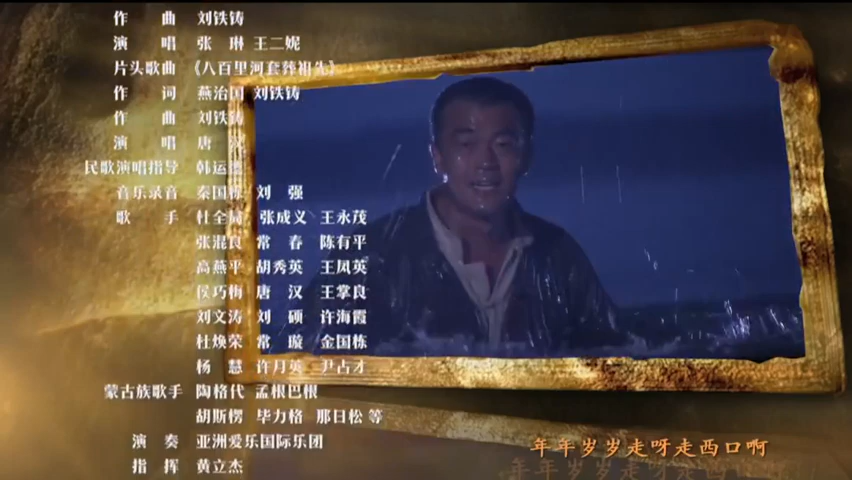 作 曲 刘铁铸
演 唱 张 琳 王二妮
片头歌曲 《八百里河套葬祖先》
作 词 燕治国 刘铁铸
作 曲 刘铁铸
演 唱 唐
民歌演唱指导 韩运德
音乐录音 秦国栋 刘 强
歌 手 杜全局 张成义 王永茂
张混良 常 春 陈有平
高燕平 胡秀英 王凤英
侯巧梅 唐 汉 王掌良
刘文涛 刘 硕 许海霞
杜焕荣 常 璇 金国栋
杨 慧 许月英 尹占才
蒙古族歌手 陶格代 孟根巴根
胡斯楞 毕力格 那日松 等
演 奏 亚洲爱乐国际乐团
指 挥 黄立杰
年年岁岁走呀走西口啊